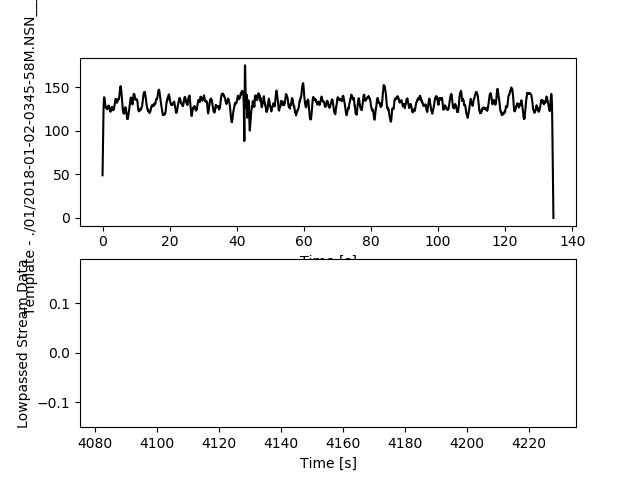 Template - ./01/2018-01-02-0345-58M.NSN__
150
100
50
0
0 20 40 60 80 100 120 140
Time [s]
Lowpassed Stream Data
0.1
0.0
−0.1
4080 4100 4120 4140 4160 4180 4200 4220
Time [s]